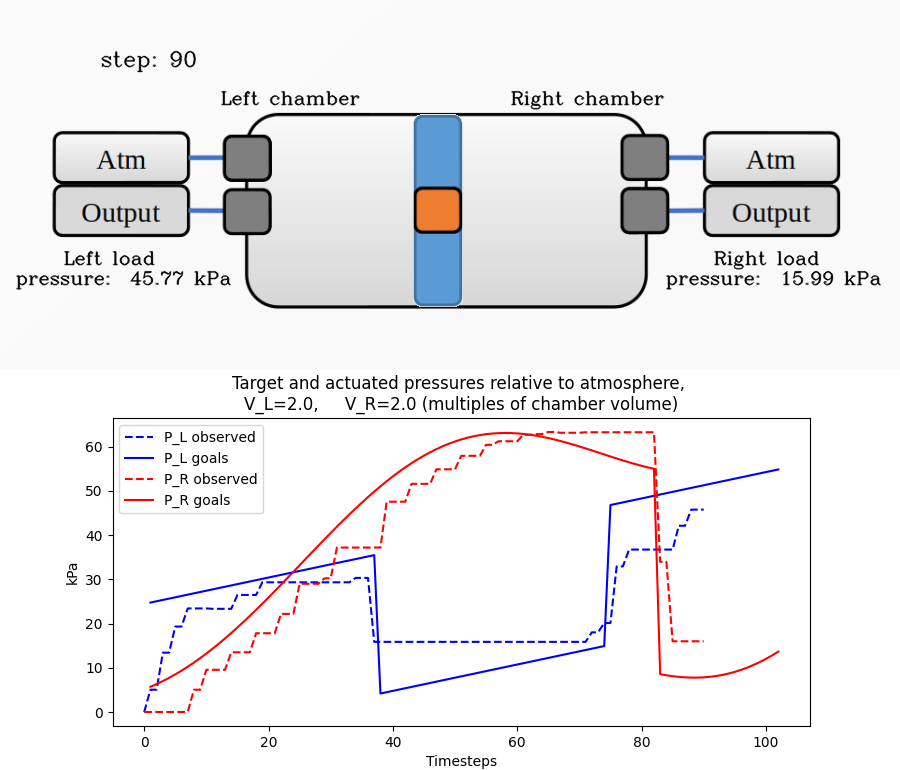 step: 90
Left chamber
Right chamber
Atm
Atm
Output
Output
Left load
pressure: 45.77 kPa
Right load
pressure: 15.99 kPa
Target and actuated pressures relative to atmosphere,
V_L=2.0, V_R=2.0 (multiples of chamber volume)
P_L observed
P_L goals
P_R observed
P_R goals
kPa
60
50
40
30
20
10
0
0 20 40 60 80 100
Timesteps